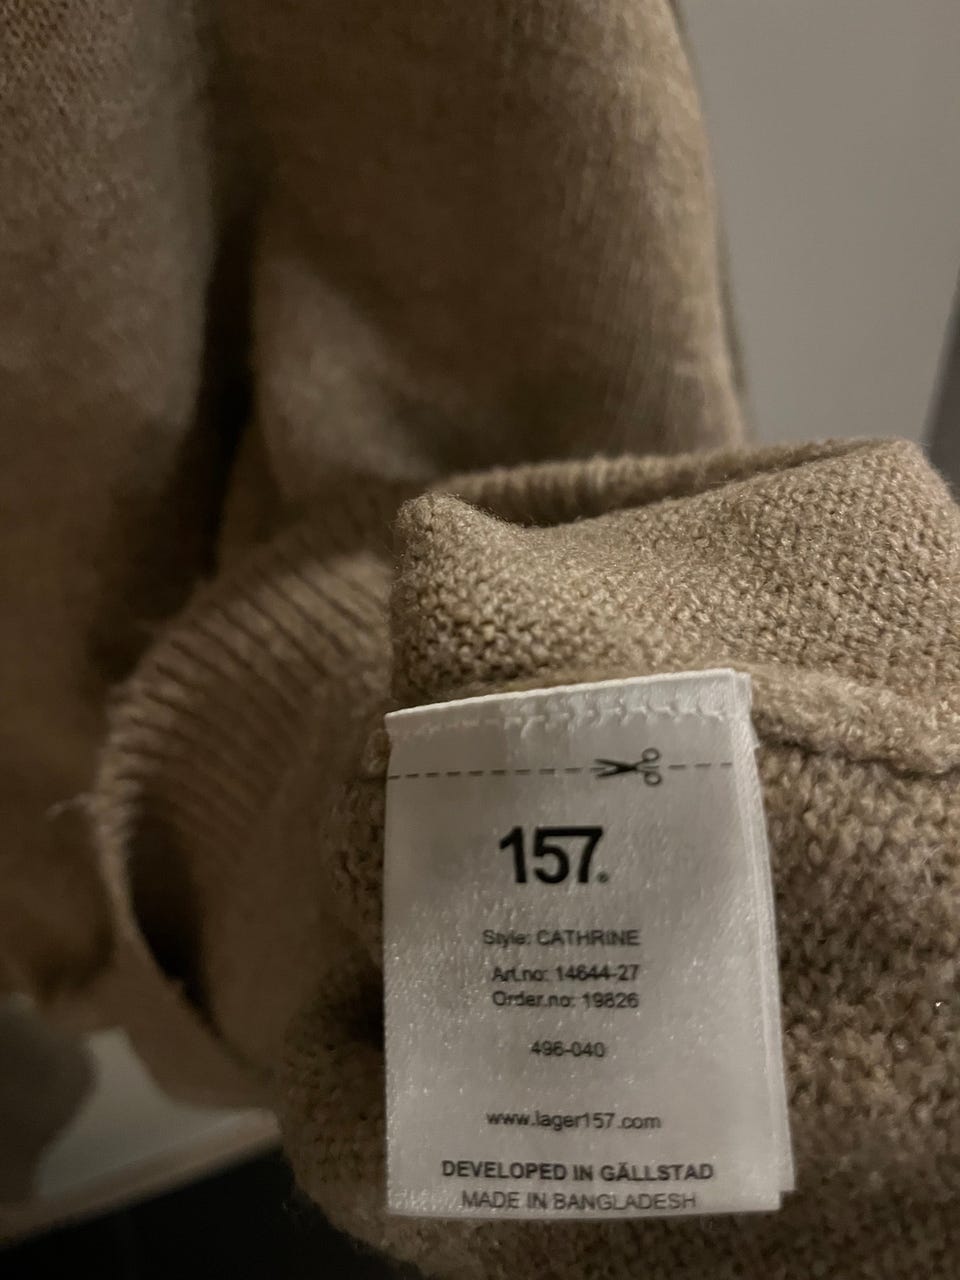 157.
Style: CATHRINE
Art.no: 14644-27
Order.no: 19826
496-040
www.lager157.com
DEVELOPED IN GÄLLSTAD
MADE IN BANGLADESH